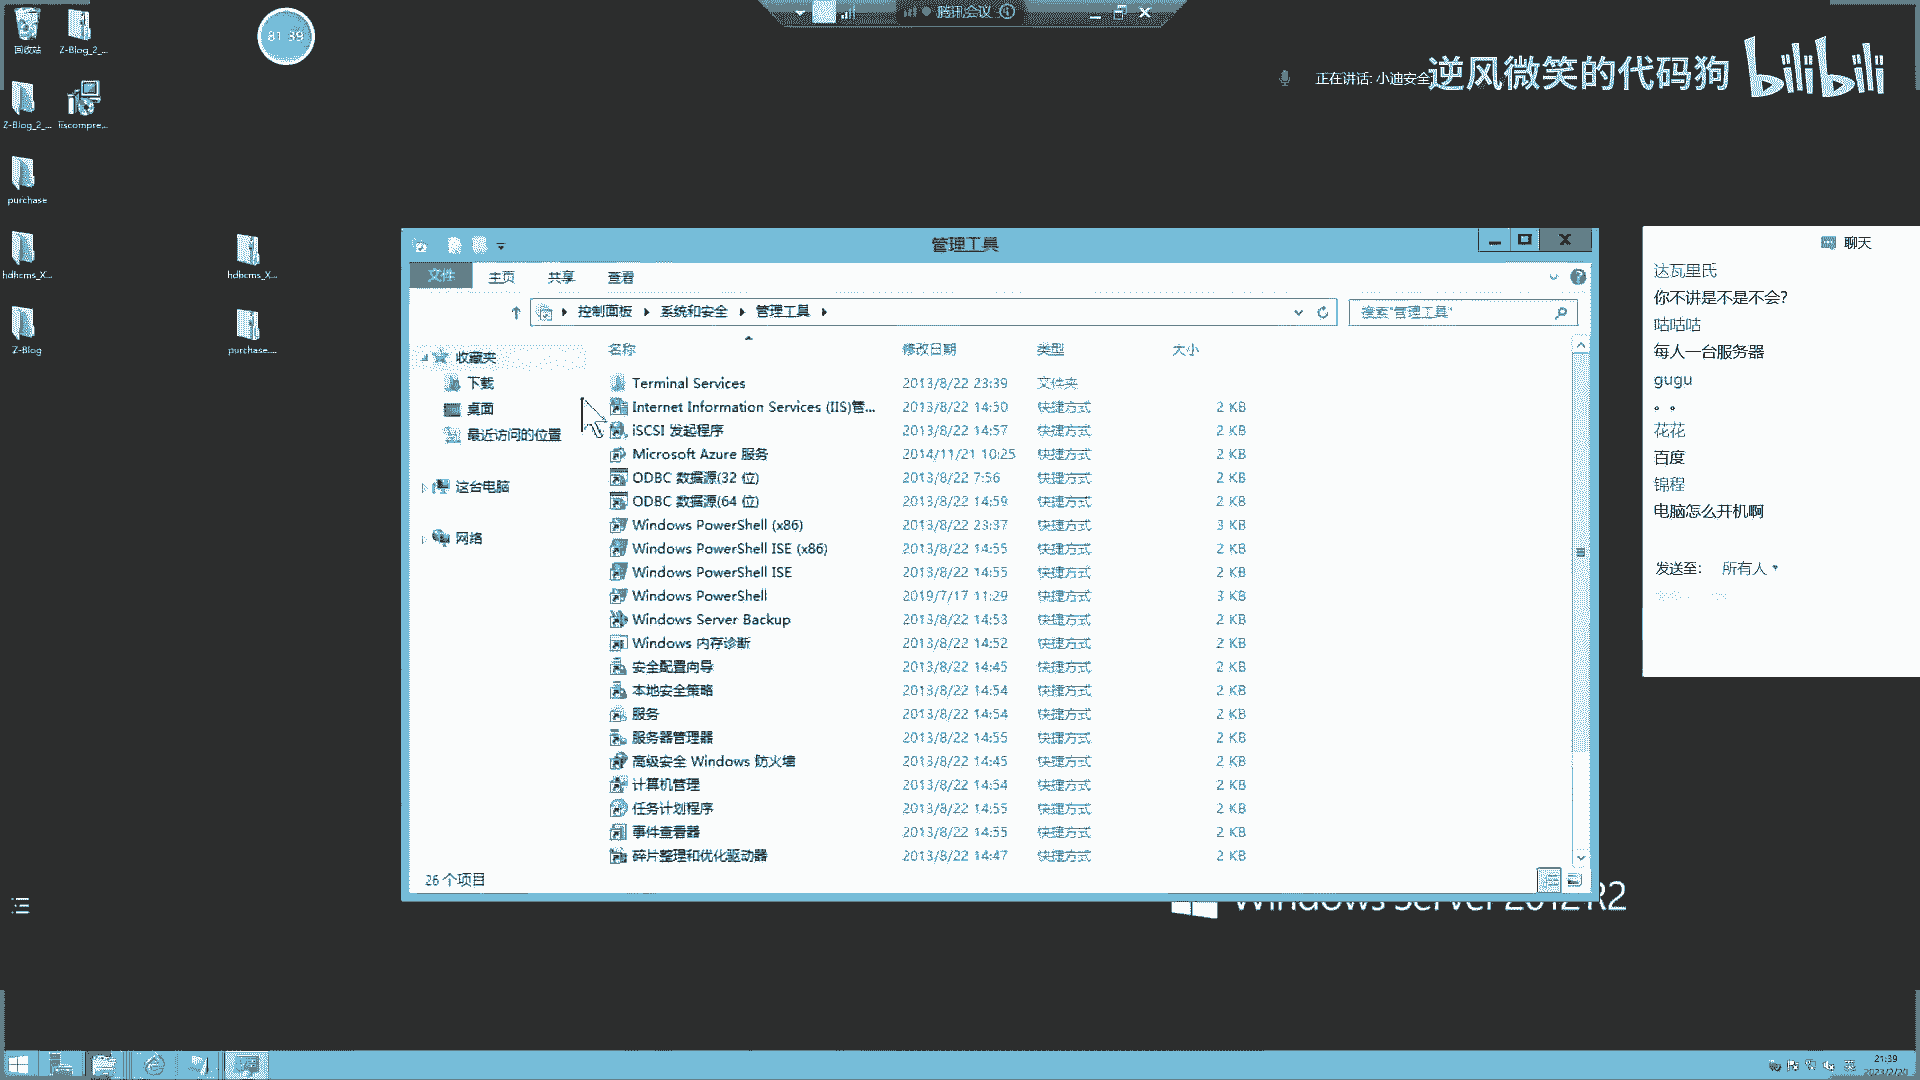 回收站
Z-Blog_2_...
81 39
腾讯会议
正在讲话: 小迪安全
逆风微笑的代码狗
bilibili
Z-Blog_2_...
iiscompre...
purchase
hdhcms_X...
hdhcms_X...
Z-Blog
purchase....
管理工具
文件 主页 共享 查看
控制面板 系统和安全 管理工具
搜索"管理工具"
收藏夹
下载
桌面
最近访问的位置
这台电脑
网络
名称 修改日期 类型 大小
Terminal Services 2013/8/22 23:39 文件夹
Internet Information Services (IIS)管... 2013/8/22 14:50 快捷方式 2 KB
iSCSI 发起程序 2013/8/22 14:57 快捷方式 2 KB
Microsoft Azure 服务 2014/11/21 10:25 快捷方式 2 KB
ODBC 数据源(32 位) 2013/8/22 7:56 快捷方式 2 KB
ODBC 数据源(64 位) 2013/8/22 14:59 快捷方式 2 KB
Windows PowerShell (x86) 2013/8/22 23:37 快捷方式 3 KB
Windows PowerShell ISE (x86) 2013/8/22 14:55 快捷方式 2 KB
Windows PowerShell ISE 2013/8/22 14:55 快捷方式 2 KB
Windows PowerShell 2019/7/17 11:29 快捷方式 3 KB
Windows Server Backup 2013/8/22 14:53 快捷方式 2 KB
Windows 内存诊断 2013/8/22 14:52 快捷方式 2 KB
安全配置向导 2013/8/22 14:45 快捷方式 2 KB
本地安全策略 2013/8/22 14:54 快捷方式 2 KB
服务 2013/8/22 14:54 快捷方式 2 KB
服务器管理器 2013/8/22 14:55 快捷方式 2 KB
高级安全 Windows 防火墙 2013/8/22 14:45 快捷方式 2 KB
计算机管理 2013/8/22 14:54 快捷方式 2 KB
任务计划程序 2013/8/22 14:55 快捷方式 2 KB
事件查看器 2013/8/22 14:55 快捷方式 2 KB
碎片整理和优化驱动器 2013/8/22 14:47 快捷方式 2 KB
26 个项目
Windows Server 2012 R2
聊天
达瓦里氏
你不讲是不是不会?
咕咕咕
每人一台服务器
gugu
。。
花花
百度
锦程
电脑怎么开机啊
发送至: 所有人
英
21:39
2023/2/20